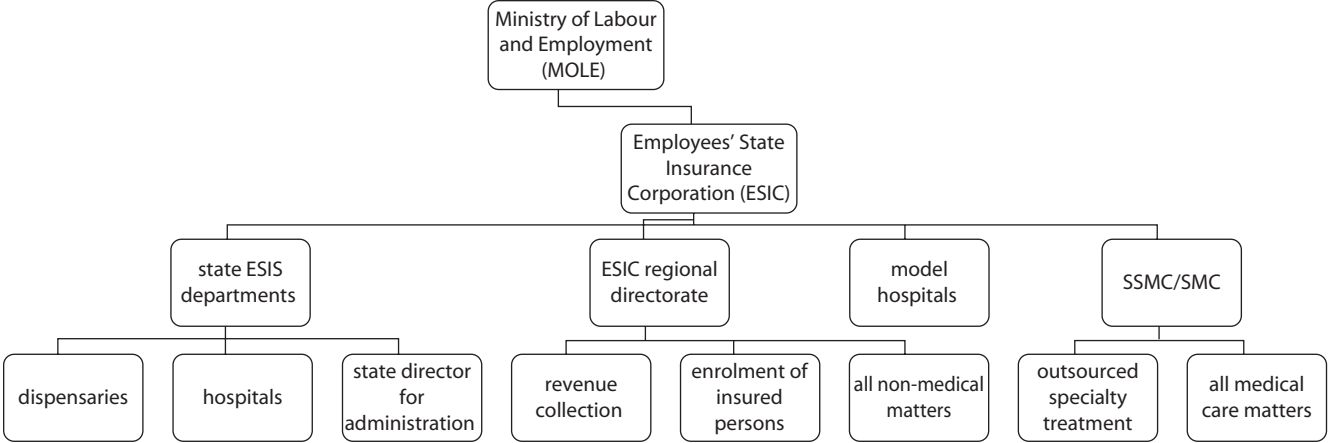 Ministry of Labour
and Employment
(MOLE)
Employees’ State
Insurance
Corporation (ESIC)
state ESIS
departments
ESIC regional
directorate
model
hospitals
SSMC/SMC
dispensaries
hospitals
state director
for
administration
revenue
collection
enrolment of
insured
persons
all non-medical
matters
outsourced
specialty
treatment
all medical
care matters